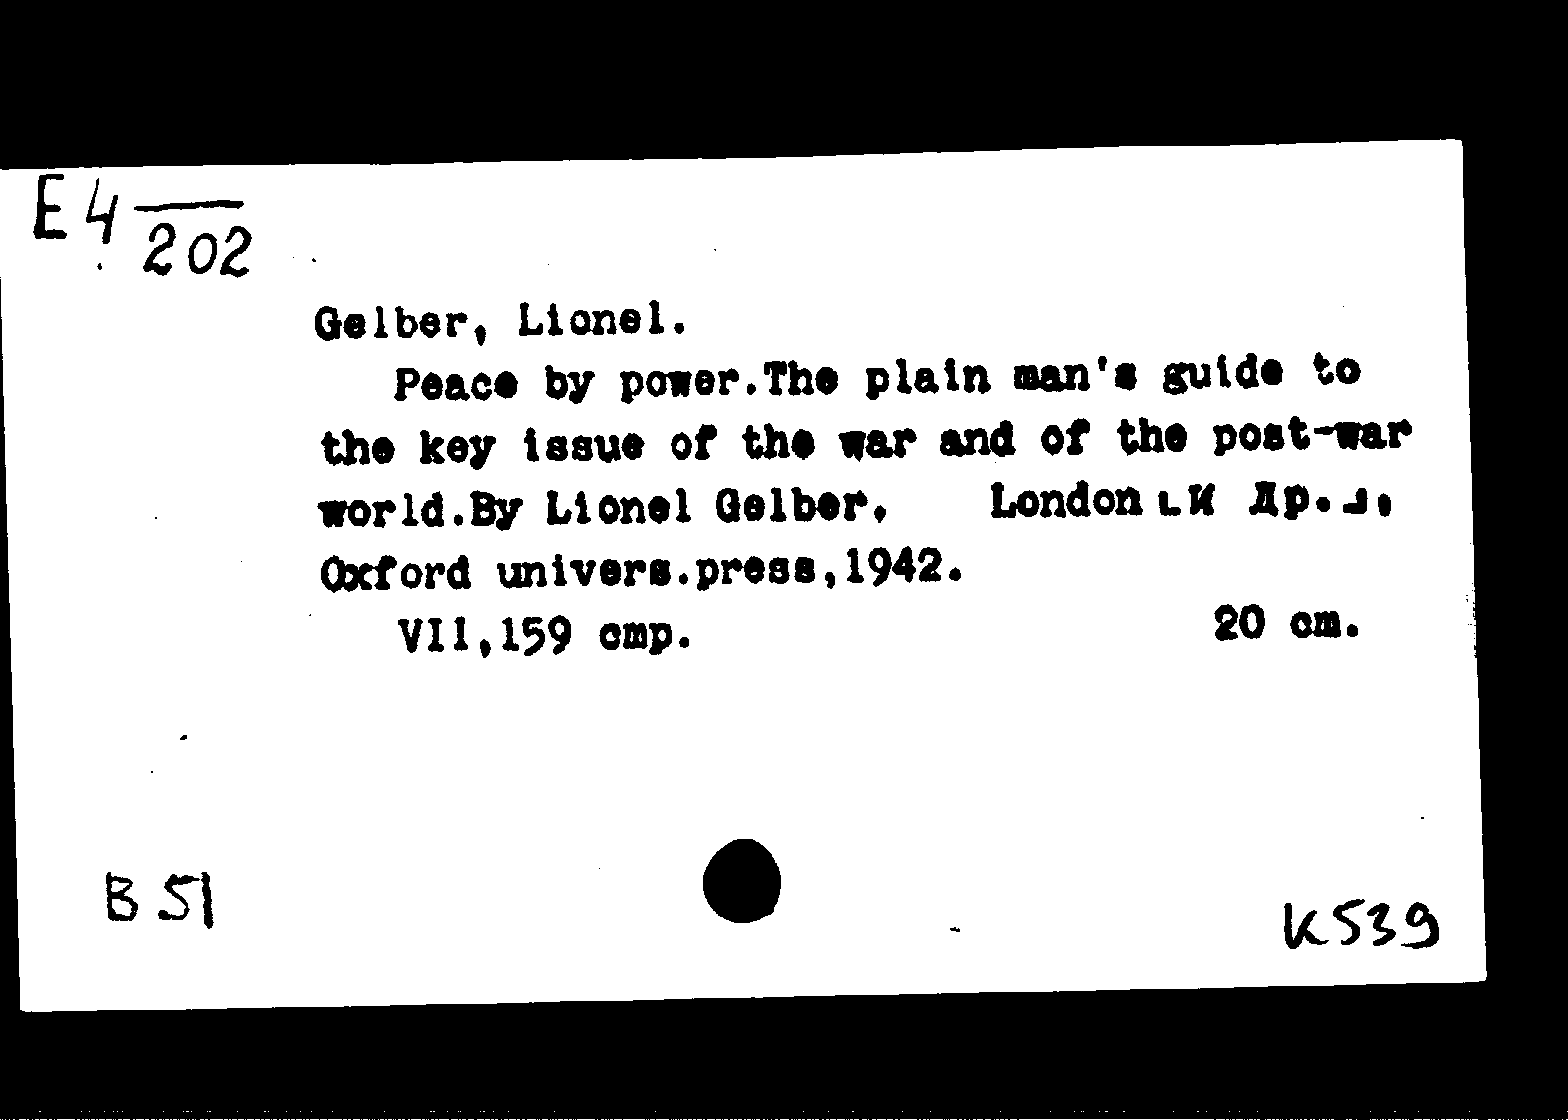 E 4
202
Gelber, Lionel.
Peace by power.The plain man's guide to
the key issue of the war and of the post-war
world.By Lionel Gelber. London [И др.],
Oxford univers.press,1942.
VII,159 стр. 20 cm.
B 51
K539